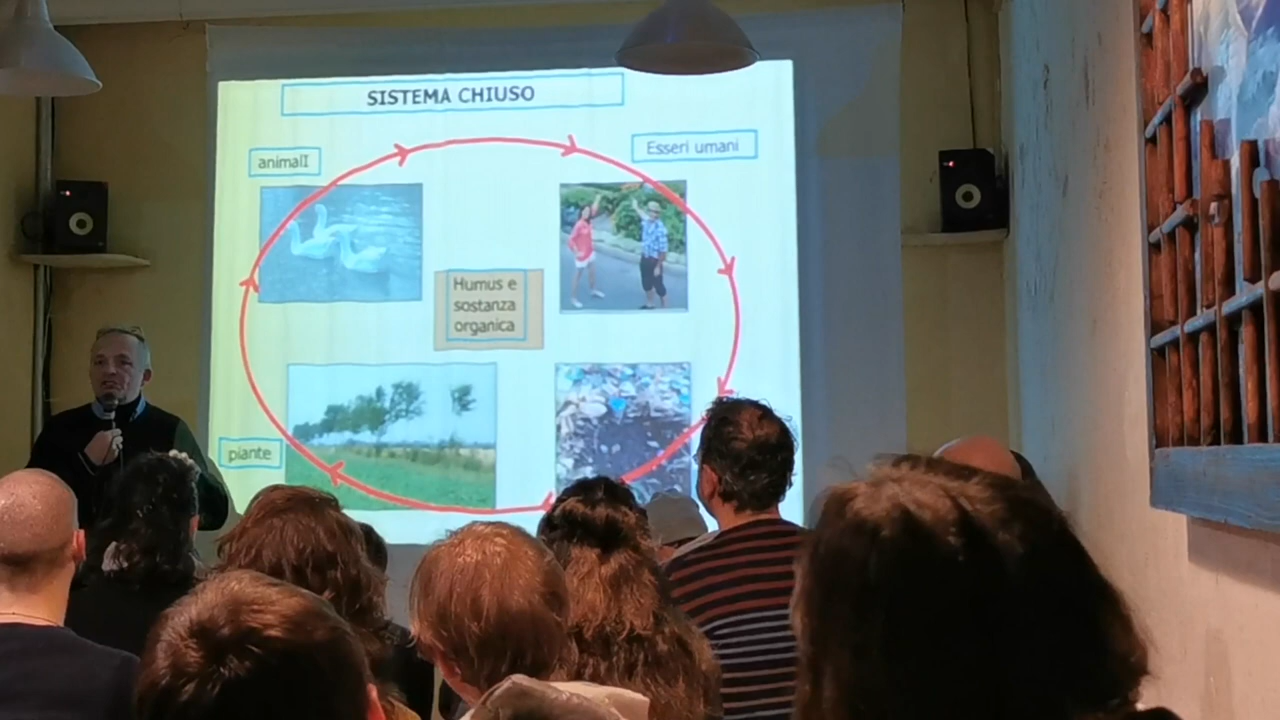 SISTEMA CHIUSO
animalI
Esseri umani
Humus e
sostanza
organica
piante